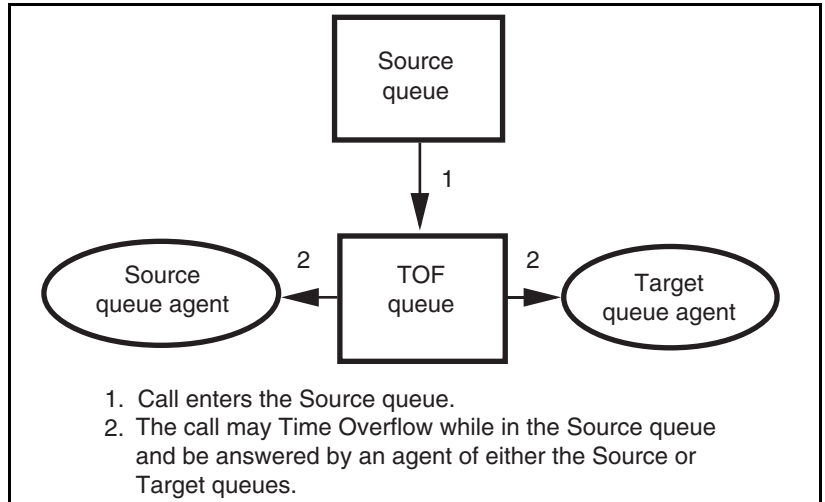 Source
queue
1
Source
queue agent
2
TOF
queue
2
Target
queue agent
1. Call enters the Source queue.
2. The call may Time Overflow while in the Source queue
and be answered by an agent of either the Source or
Target queues.